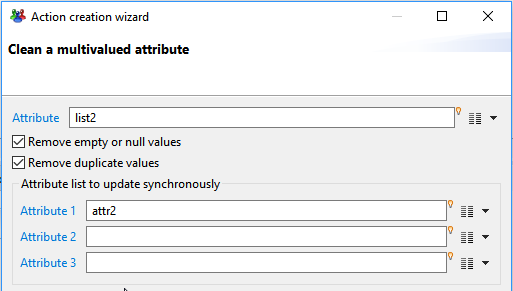 Action creation wizard
Clean a multivalued attribute
Attribute list2
Remove empty or null values
Remove duplicate values
Attribute list to update synchronously
Attribute 1 attr2
Attribute 2
Attribute 3